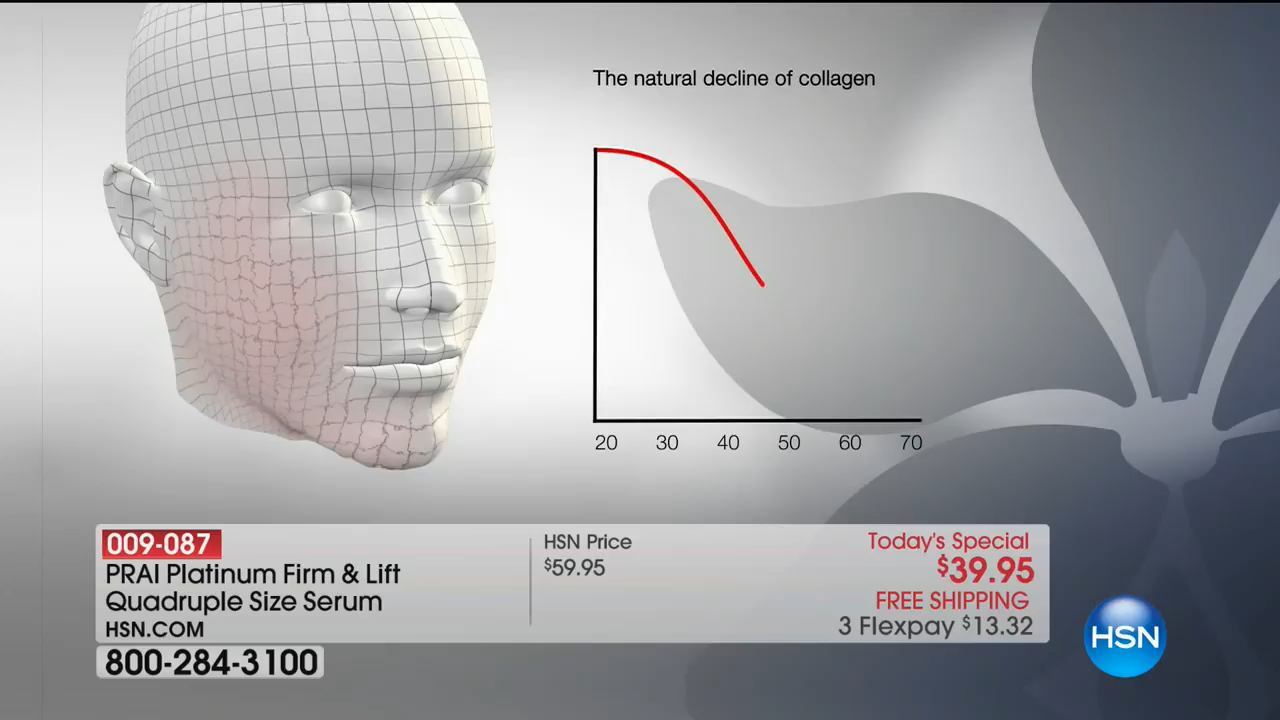 The natural decline of collagen
20 30 40 50 60 70
009-087
PRAI Platinum Firm & Lift
Quadruple Size Serum
HSN.COM
800-284-3100
HSN Price
$59.95
Today's Special
$39.95
FREE SHIPPING
3 Flexpay $13.32
HSN